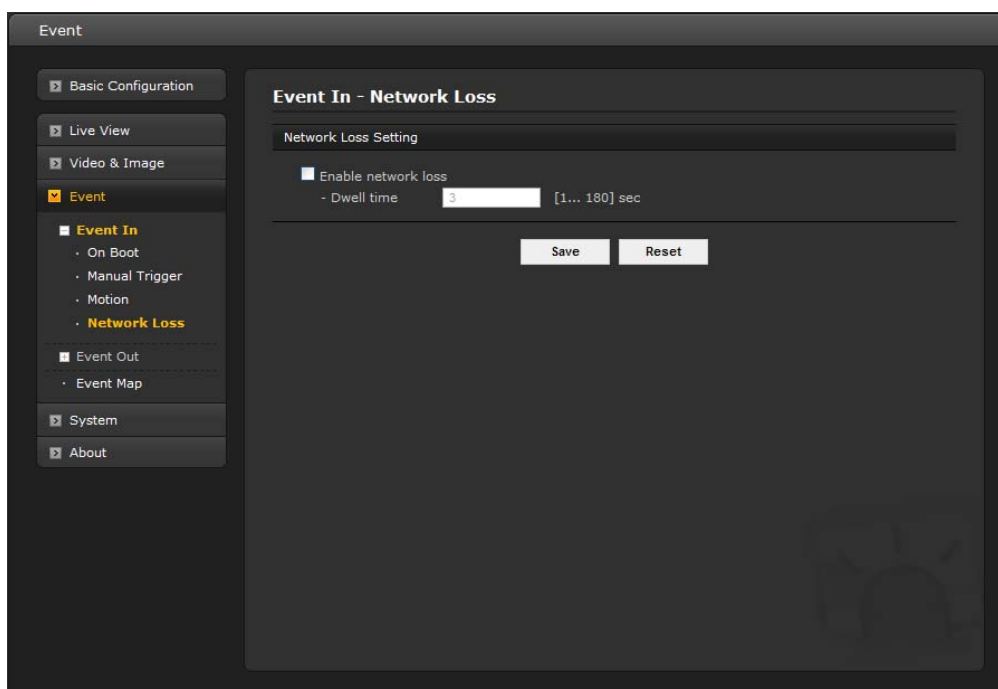 Event
Basic Configuration
Live View
Video & Image
Event
Event In
· On Boot
· Manual Trigger
· Motion
· Network Loss
Event Out
· Event Map
System
About
Event In - Network Loss
Network Loss Setting
Enable network loss
- Dwell time 3 [1... 180] sec
Save Reset